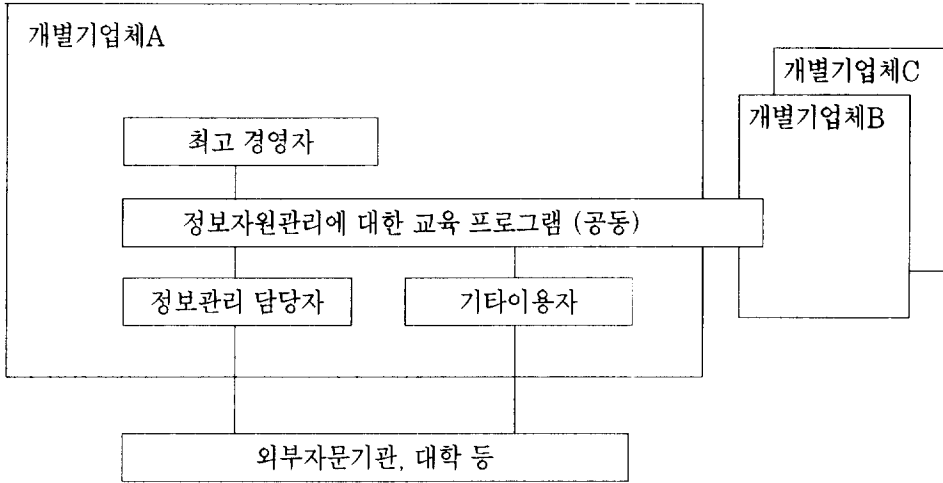 개별기업체A
개별기업체C
개별기업체B
최고 경영자
정보자원관리에 대한 교육 프로그램 (공동)
정보관리 담당자
기타이용자
외부자문기관, 대학 등